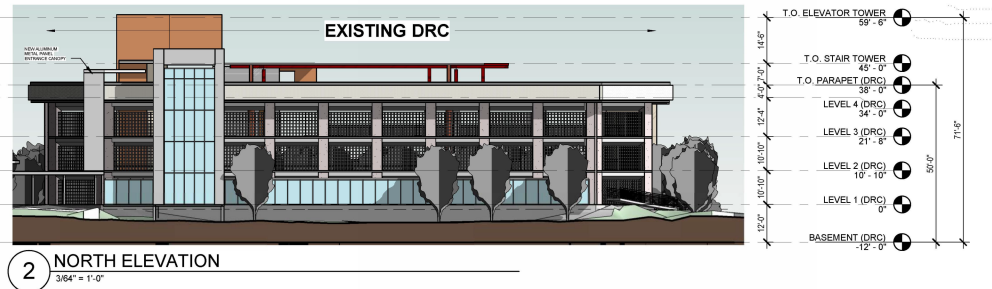 EXISTING DRC
NEW ALUMINUM
METAL PANEL
ENTRANCE CANOPY
T.O. ELEVATOR TOWER
59' - 6"
14'-6"
T.O. STAIR TOWER
45' - 0"
7'-0"
T.O. PARAPET (DRC)
38' - 0"
4'-0"
LEVEL 4 (DRC)
34' - 0"
12'-4"
LEVEL 3 (DRC)
21' - 8"
10'-10"
LEVEL 2 (DRC)
10' - 10"
10'-10"
LEVEL 1 (DRC)
0"
12'-0"
BASEMENT (DRC)
-12' - 0"
50'-0"
71'-6"
2 NORTH ELEVATION
3/64" = 1'-0"